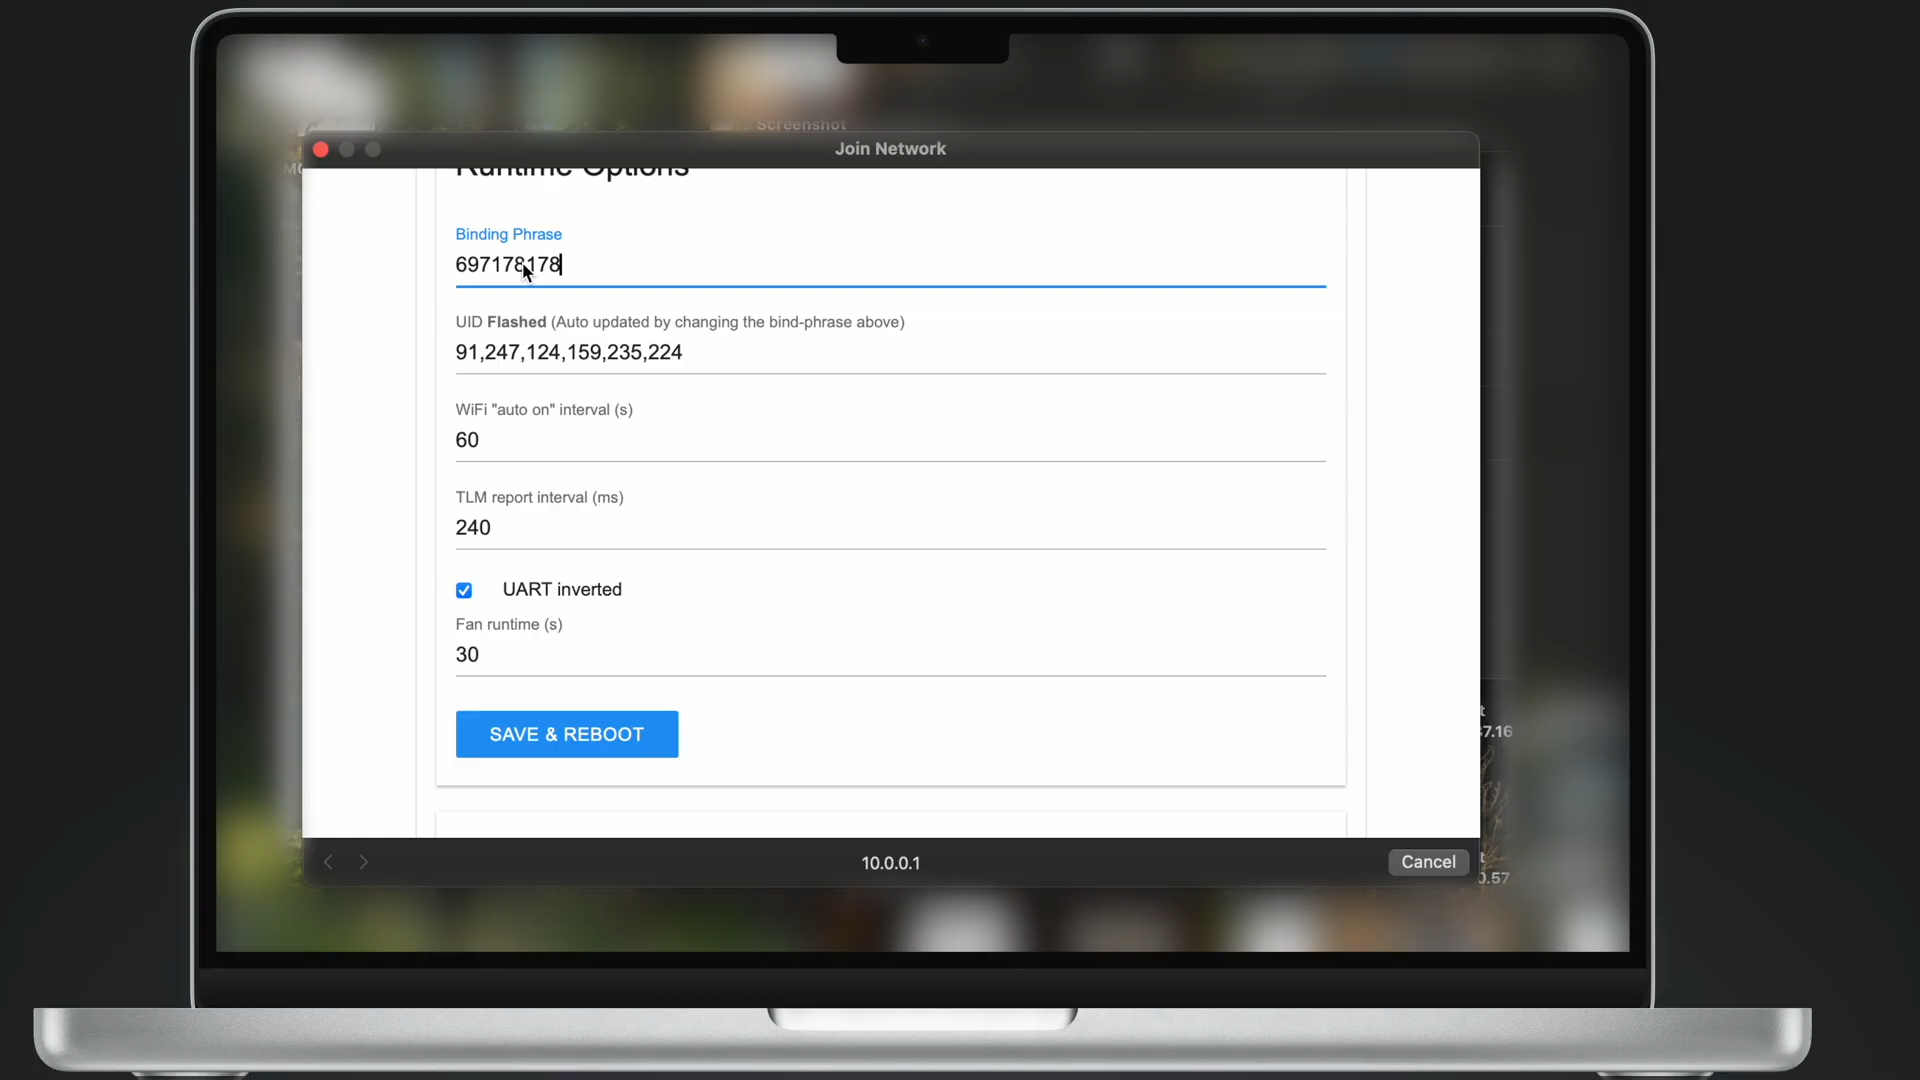 Screenshot
Join Network
Runtime Options
Binding Phrase
697178178
UID Flashed (Auto updated by changing the bind-phrase above)
91,247,124,159,235,224
WiFi "auto on" interval (s)
60
TLM report interval (ms)
240
UART inverted
Fan runtime (s)
30
SAVE & REBOOT
10.0.0.1
Cancel